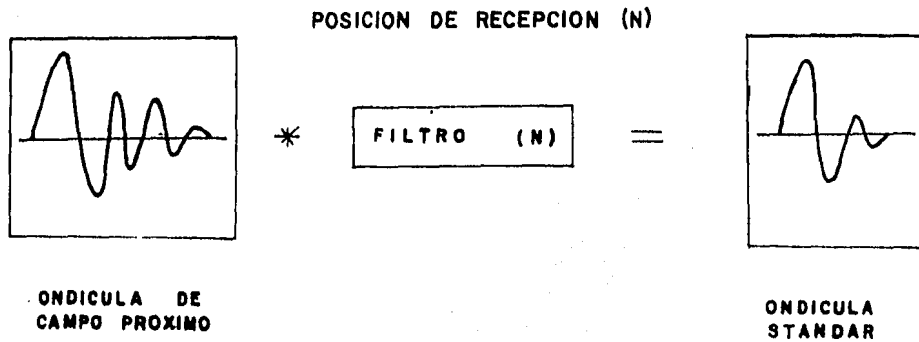 POSICION DE RECEPCION (N)
* FILTRO (N) =
ONDICULA DE
CAMPO PROXIMO
ONDICULA
STANDAR